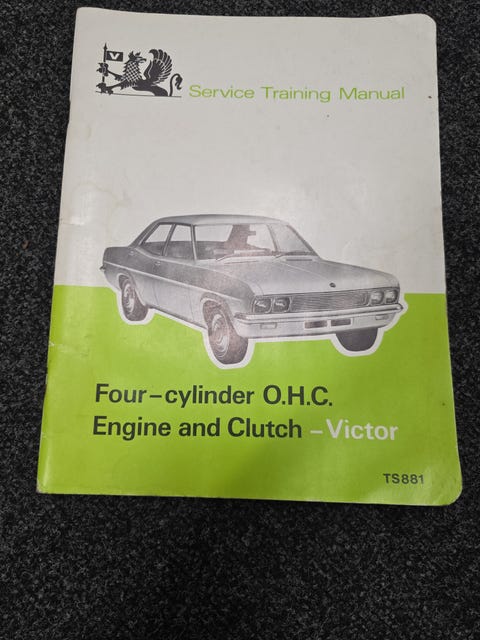 V
Service Training Manual
Four-cylinder O.H.C.
Engine and Clutch - Victor
TS881